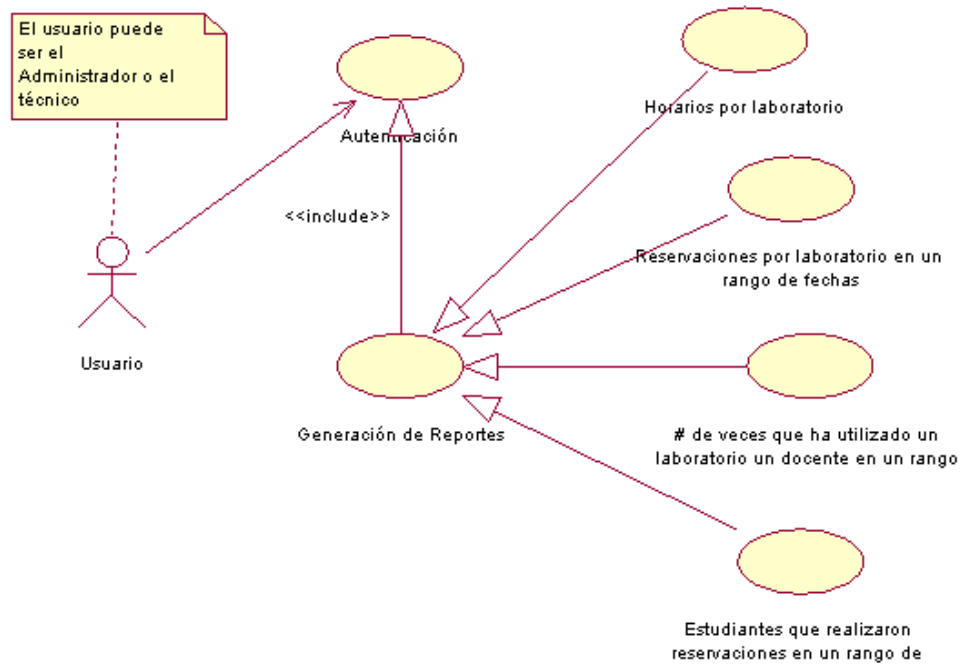 El usuario puede
ser el
Administrador o el
técnico
Autenticación
Horarios por laboratorio
<<include>>
Reservaciones por laboratorio en un
rango de fechas
Usuario
Generación de Reportes
# de veces que ha utilizado un
laboratorio un docente en un rango
Estudiantes que realizaron
reservaciones en un rango de